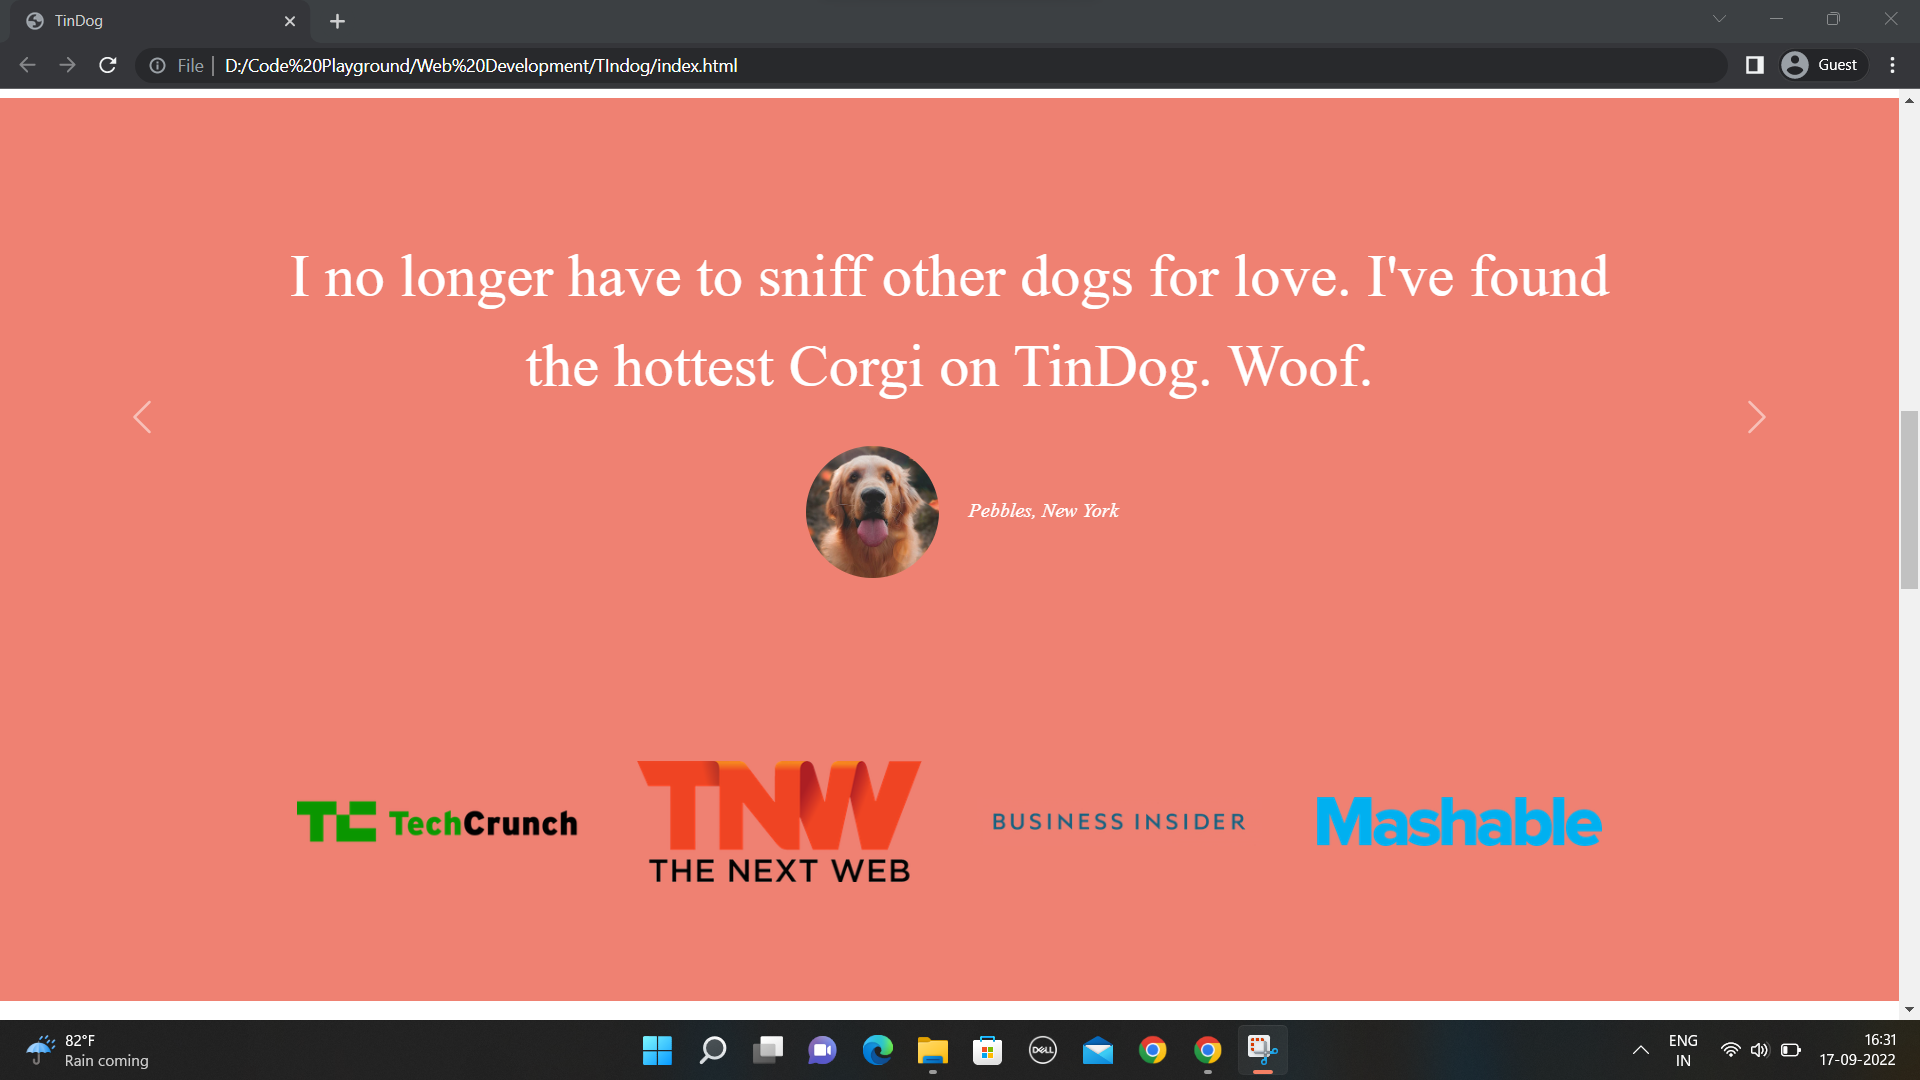 TinDog
File
D:/Code%20Playground/Web%20Development/TIndog/index.html
Guest
I no longer have to sniff other dogs for love. I've found
the hottest Corgi on TinDog. Woof.
Pebbles, New York
TC TechCrunch
TNW
THE NEXT WEB
BUSINESS INSIDER
Mashable
82°F
Rain coming
DELL
ENG
IN
16:31
17-09-2022